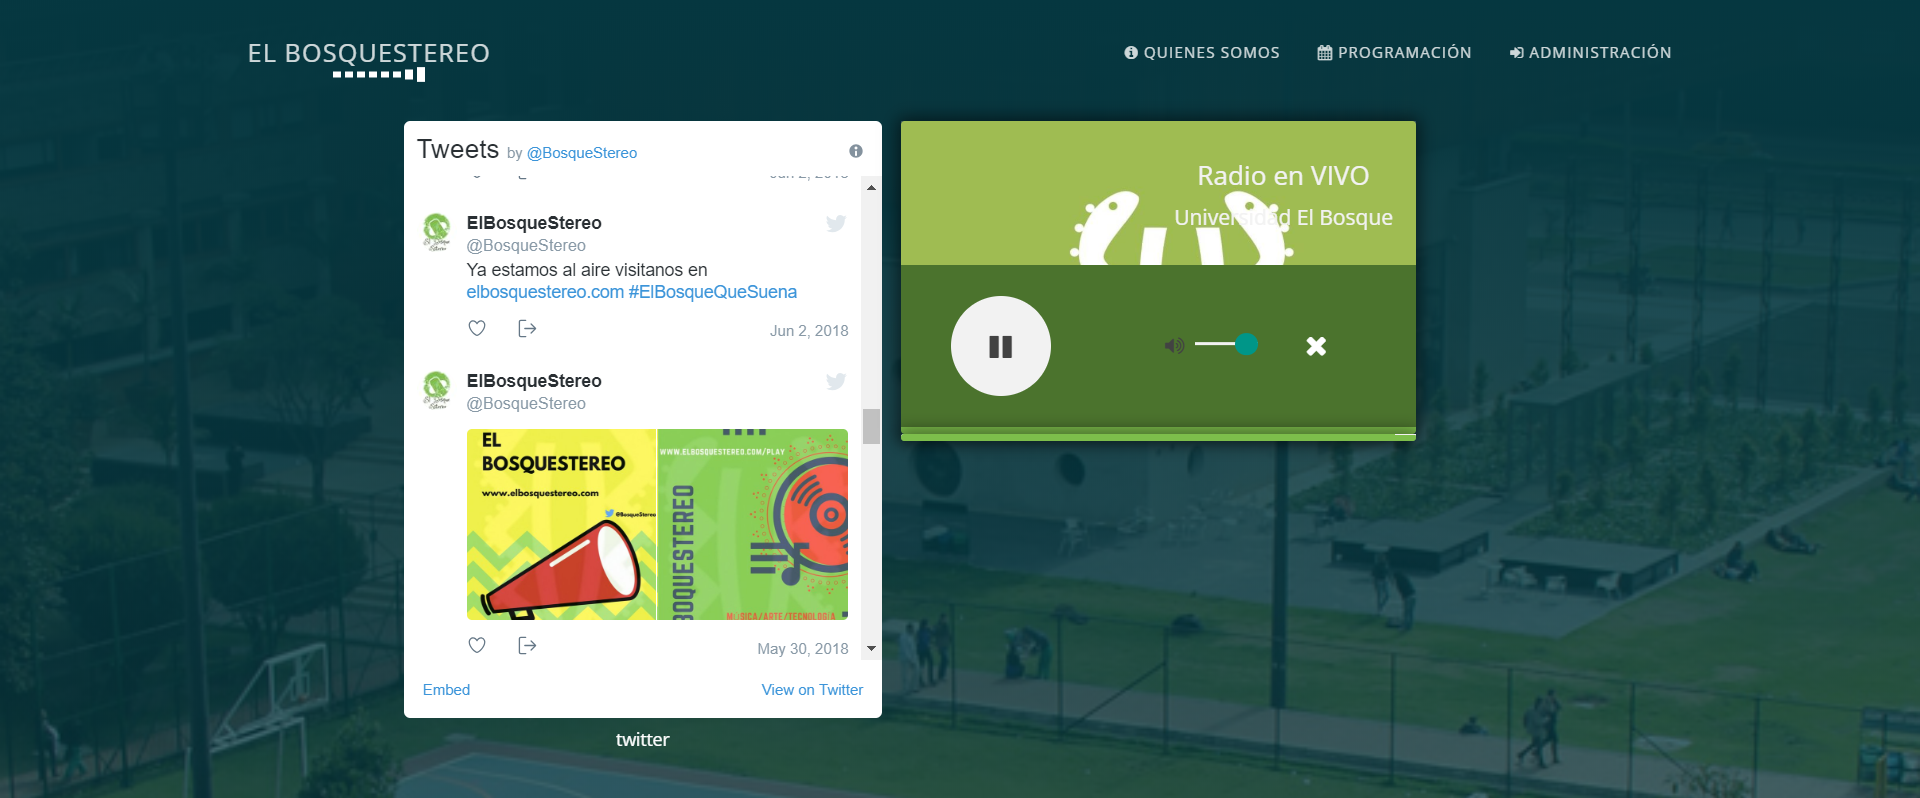 EL BOSQUESTEREO
QUIENES SOMOS
PROGRAMACIÓN
ADMINISTRACIÓN
Tweets by @BosqueStereo
ElBosqueStereo
@BosqueStereo
Ya estamos al aire visitanos en
elbosquestereo.com #ElBosqueQueSuena
Jun 2, 2018
ElBosqueStereo
@BosqueStereo
EL
BOSQUESTEREO
www.elbosquestereo.com
@BosqueStereo
WWW.ELBOSQUESTEREO.COM/PLAY
BOQUESTEREO
MÚSICA/ARTE/TECNOLOGÍA
May 30, 2018
Embed
View on Twitter
twitter
Radio en VIVO
Universidad El Bosque